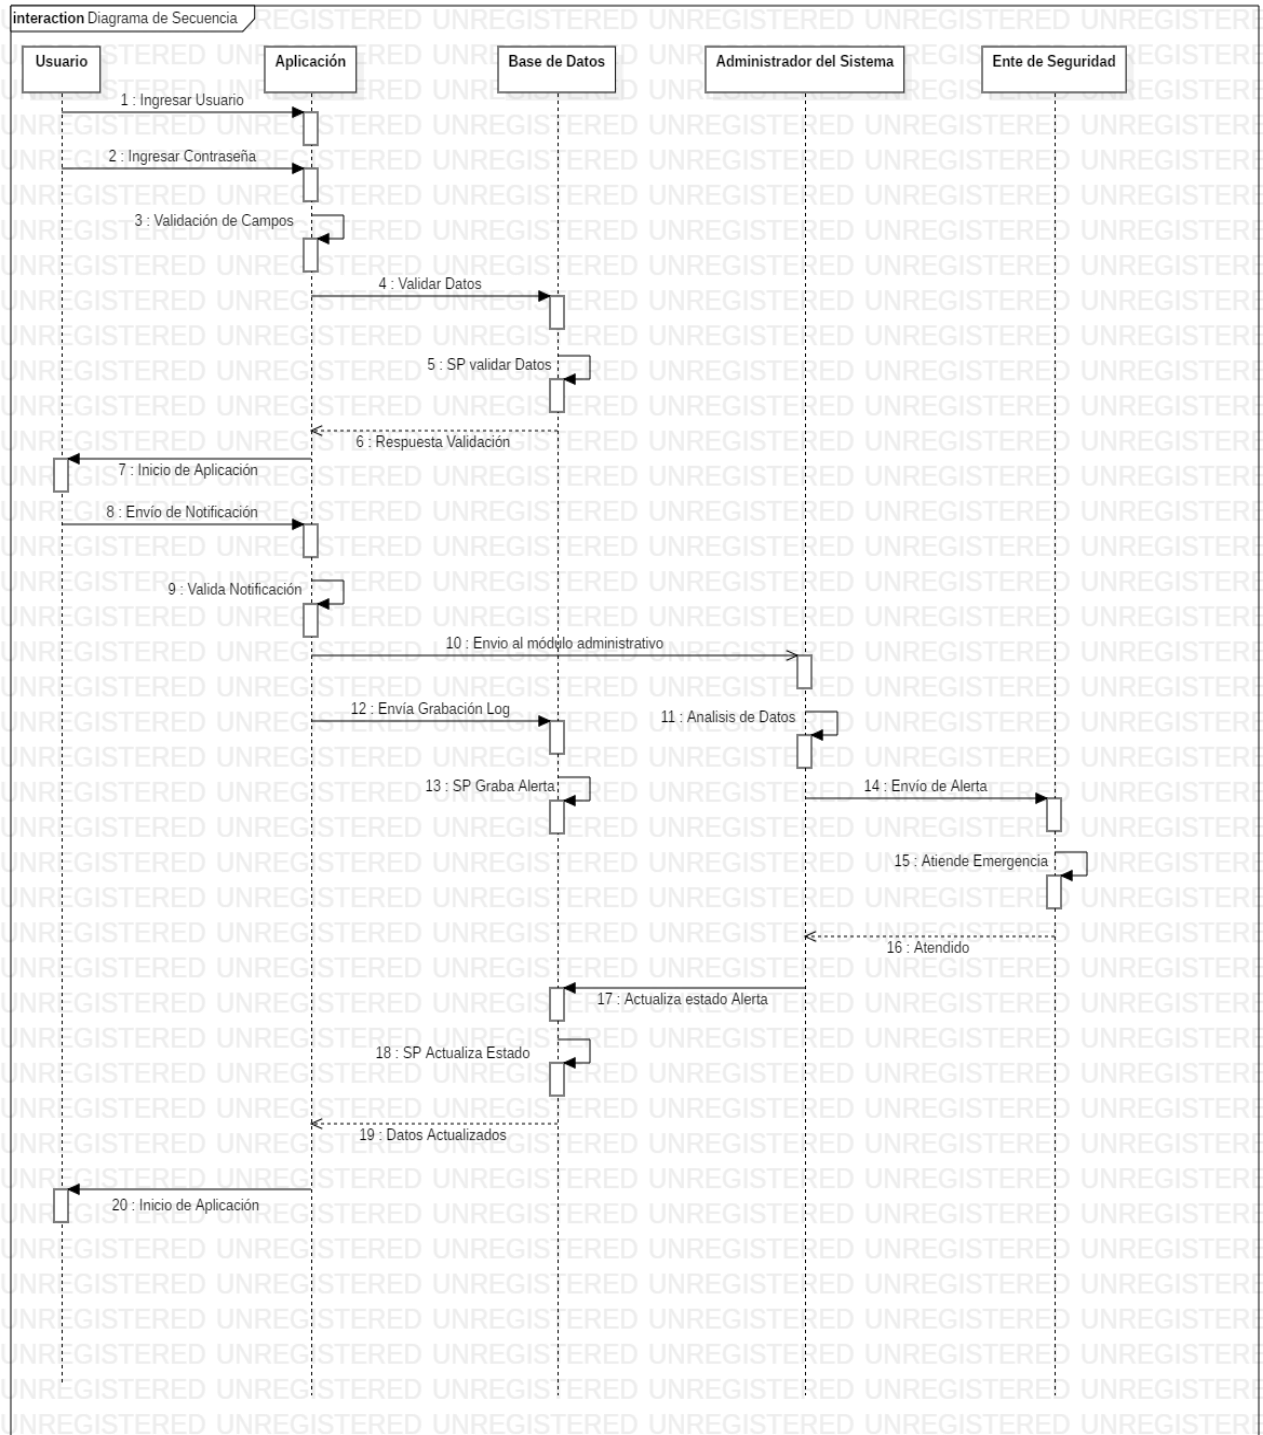 interaction Diagrama de Secuencia
Usuario
Aplicación
Base de Datos
Administrador del Sistema
Ente de Seguridad
1 : Ingresar Usuario
2 : Ingresar Contraseña
3 : Validación de Campos
4 : Validar Datos
5 : SP validar Datos
6 : Respuesta Validación
7 : Inicio de Aplicación
8 : Envío de Notificación
9 : Valida Notificación
10 : Envio al módulo administrativo
12 : Envía Grabación Log
11 : Analisis de Datos
13 : SP Graba Alerta
14 : Envío de Alerta
15 : Atiende Emergencia
16 : Atendido
17 : Actualiza estado Alerta
18 : SP Actualiza Estado
19 : Datos Actualizados
20 : Inicio de Aplicación
UNREGISTERED